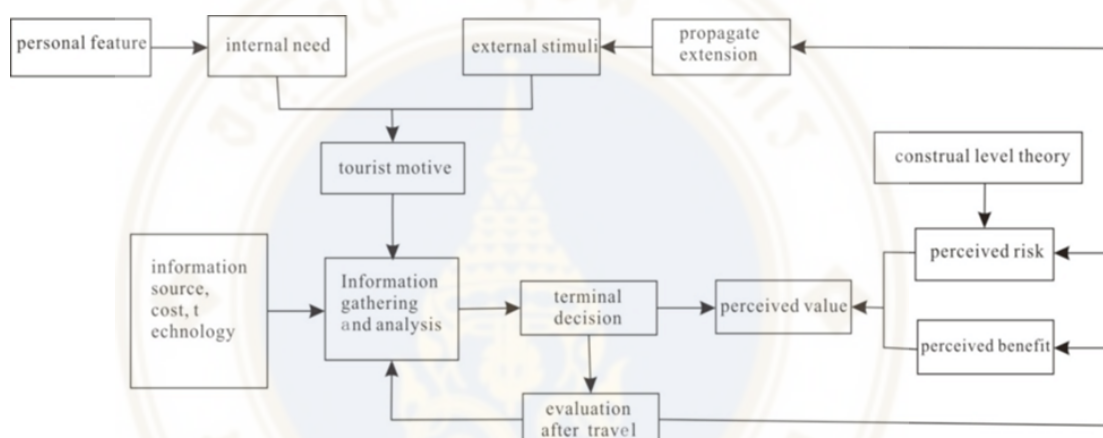 personal feature
internal need
external stimuli
propagate
extension
construal level theory
tourist motive
perceived risk
information
source,
cost, t
echnology
Information
gathering
and analysis
terminal
decision
perceived value
perceived benefit
evaluation
after travel